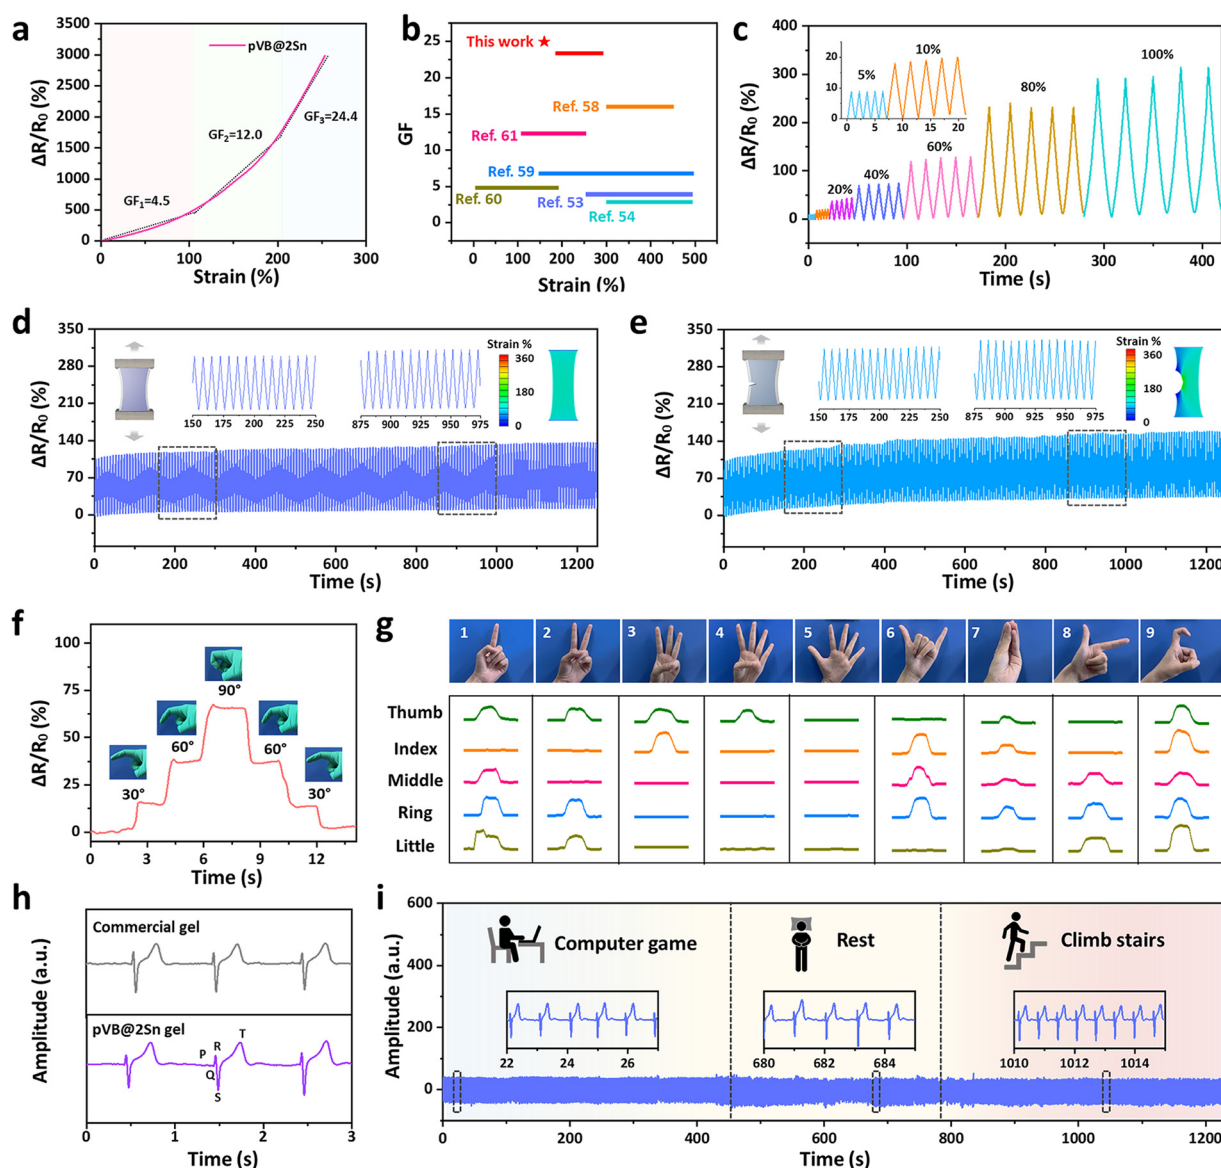 a
3500
3000
2500
2000
1500
1000
500
0
ΔR/R₀ (%)
pVB@2Sn
GF₁=4.5
GF₂=12.0
GF₃=24.4
0 100 200 300
Strain (%)
b
25
20
15
10
5
0
GF
This work ★
Ref. 58
Ref. 61
Ref. 59
Ref. 60
Ref. 53
Ref. 54
0 100 200 300 400 500
Strain (%)
c
400
300
200
100
0
ΔR/R₀ (%)
30
20
10
0
5%
10%
0 5 10 15 20
20%
40%
60%
80%
100%
0 100 200 300 400
Time (s)
d
350
280
210
140
70
0
ΔR/R₀ (%)
150 175 200 225 250
875 900 925 950 975
Strain %
360
180
0
0 200 400 600 800 1000 1200
Time (s)
e
350
280
210
140
70
0
ΔR/R₀ (%)
150 175 200 225 250
875 900 925 950 975
Strain %
360
180
0
0 200 400 600 800 1000 1200
Time (s)
f
100
75
50
25
0
ΔR/R₀ (%)
30°
60°
90°
60°
30°
0 3 6 9 12
Time (s)
g
1 2 3 4 5 6 7 8 9
Thumb
Index
Middle
Ring
Little
h
Amplitude (a.u.)
Commercial gel
pVB@2Sn gel
P
R
T
Q
S
0 1 2 3
Time (s)
i
600
400
200
0
Amplitude (a.u.)
Computer game
Rest
Climb stairs
22 24 26
680 682 684
1010 1012 1014
0 200 400 600 800 1000 1200
Time (s)